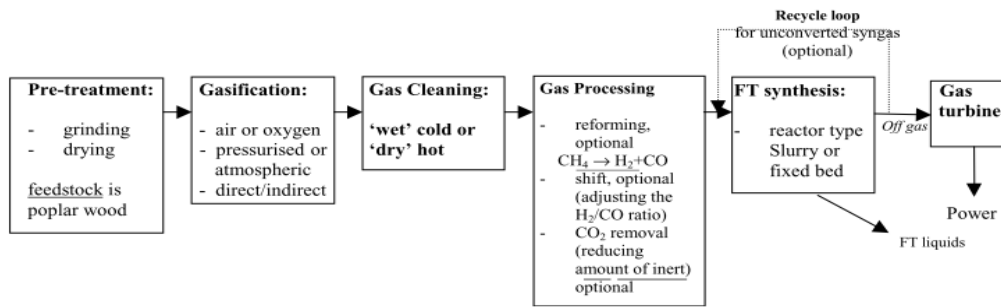 Recycle loop
for unconverted syngas
(optional)
Pre-treatment:
- grinding
- drying
feedstock is
poplar wood
Gasification:
- air or oxygen
- pressurised or
atmospheric
- direct/indirect
Gas Cleaning:
‘wet’ cold or
‘dry’ hot
Gas Processing
- reforming,
optional
CH₄ → H₂+CO
- shift, optional
(adjusting the
H₂/CO ratio)
- CO₂ removal
(reducing
amount of inert)
optional
FT synthesis:
- reactor type
Slurry or
fixed bed
Off gas
Gas
turbine
Power
FT liquids